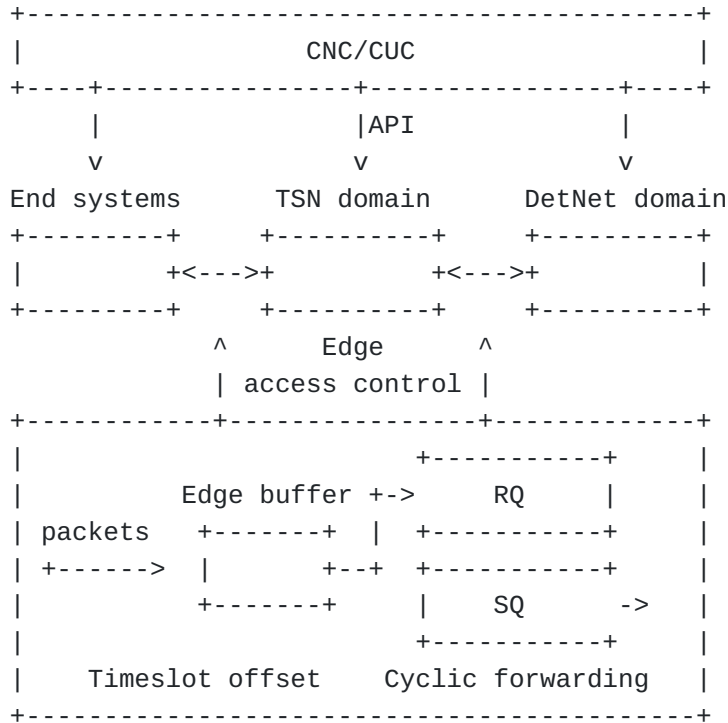 +-------------------------------------------+
|                  CNC/CUC                  |
+----+----------------+----------------+----+
     |                |API             |
     v                v                v
End systems      TSN domain      DetNet domain
+---------+     +----------+     +----------+
|         +<--->+          +<--->+          |
+---------+     +----------+     +----------+
             ^      Edge      ^
             | access control |
+------------+----------------+-------------+
|                         +-----------+     |
|          Edge buffer +->     RQ     |     |
| packets   +-------+  |  +-----------+     |
| +------>  |       +--+  +-----------+     |
|           +-------+     |    SQ      ->   |
|                         +-----------+     |
|    Timeslot offset    Cyclic forwarding   |
+-------------------------------------------+